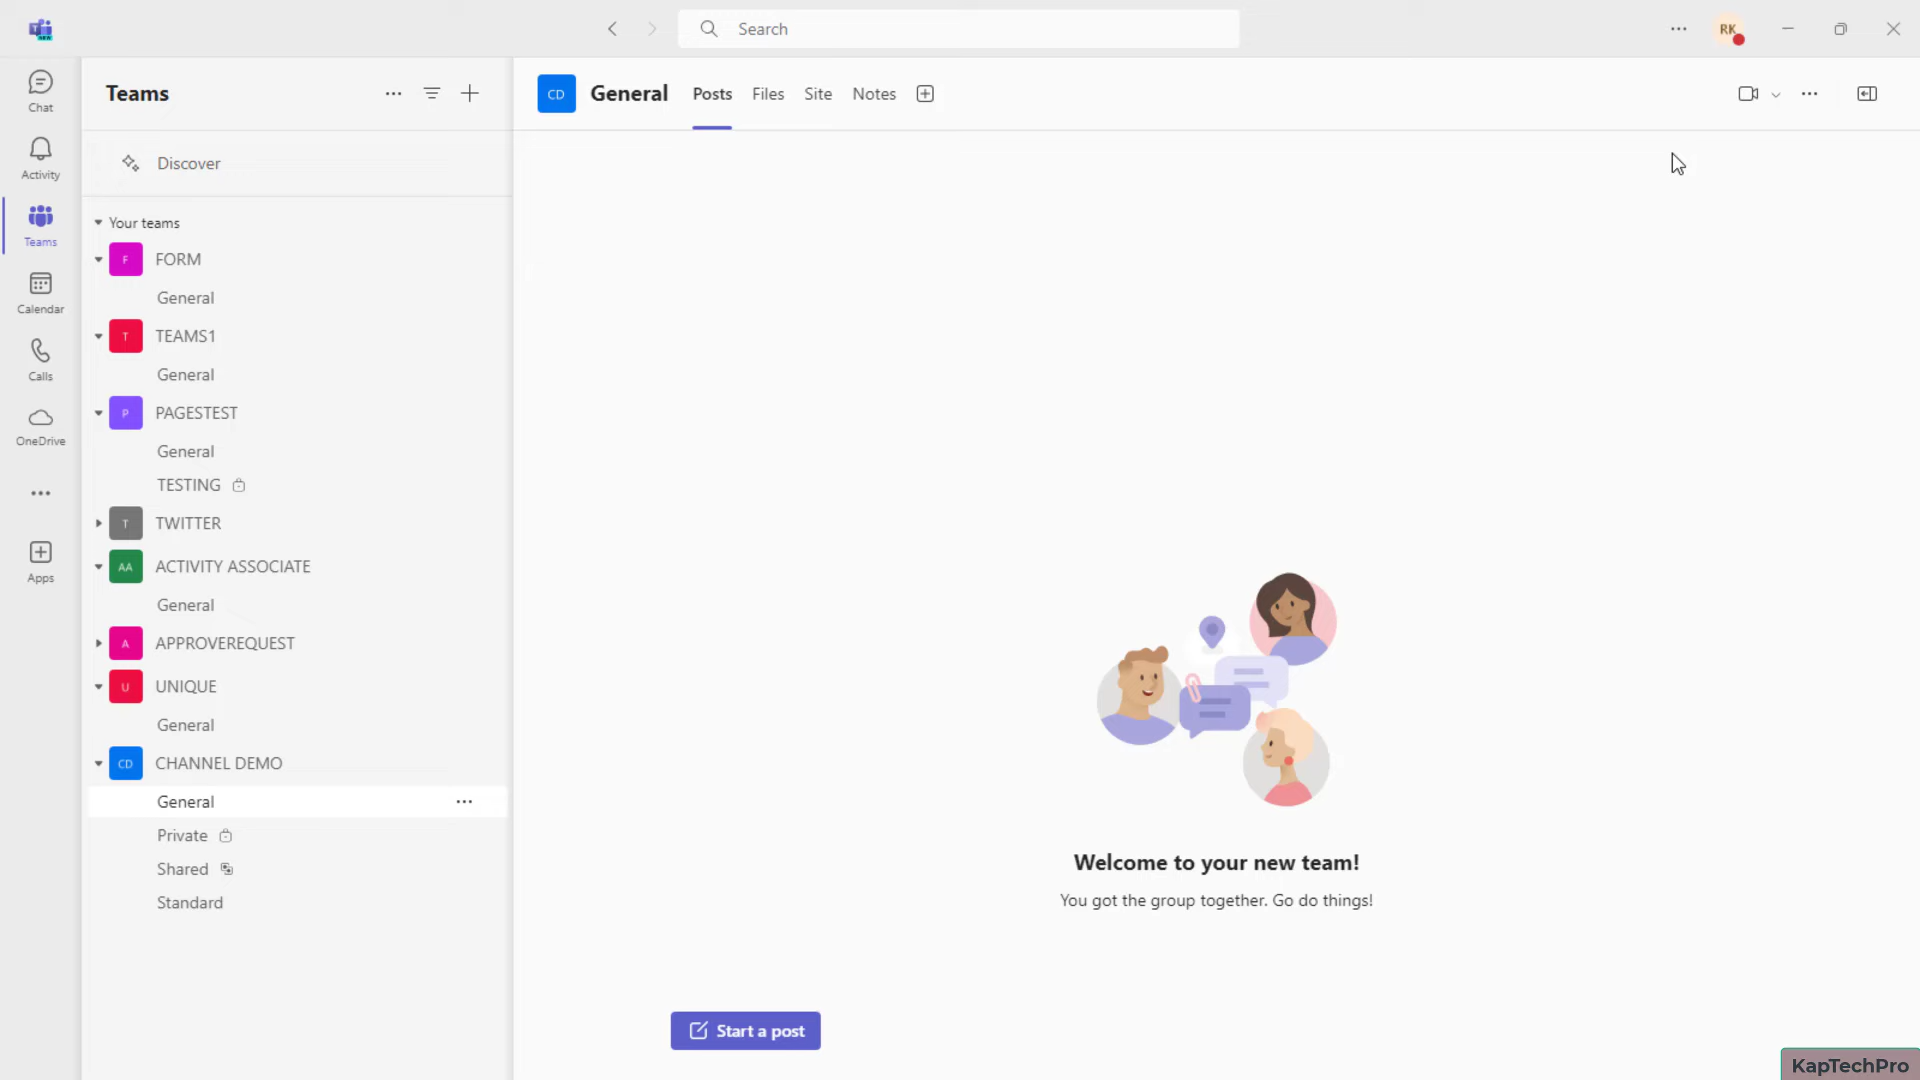 Search
RK
Chat
Activity
Teams
Calendar
Calls
OneDrive
Apps
Teams
Discover
Your teams
F FORM
General
T TEAMS1
General
P PAGESTEST
General
TESTING
T TWITTER
AA ACTIVITY ASSOCIATE
General
A APPROVEREQUEST
U UNIQUE
General
CD CHANNEL DEMO
General
Private
Shared
Standard
CD General Posts Files Site Notes
Welcome to your new team!
You got the group together. Go do things!
Start a post
KapTechPro